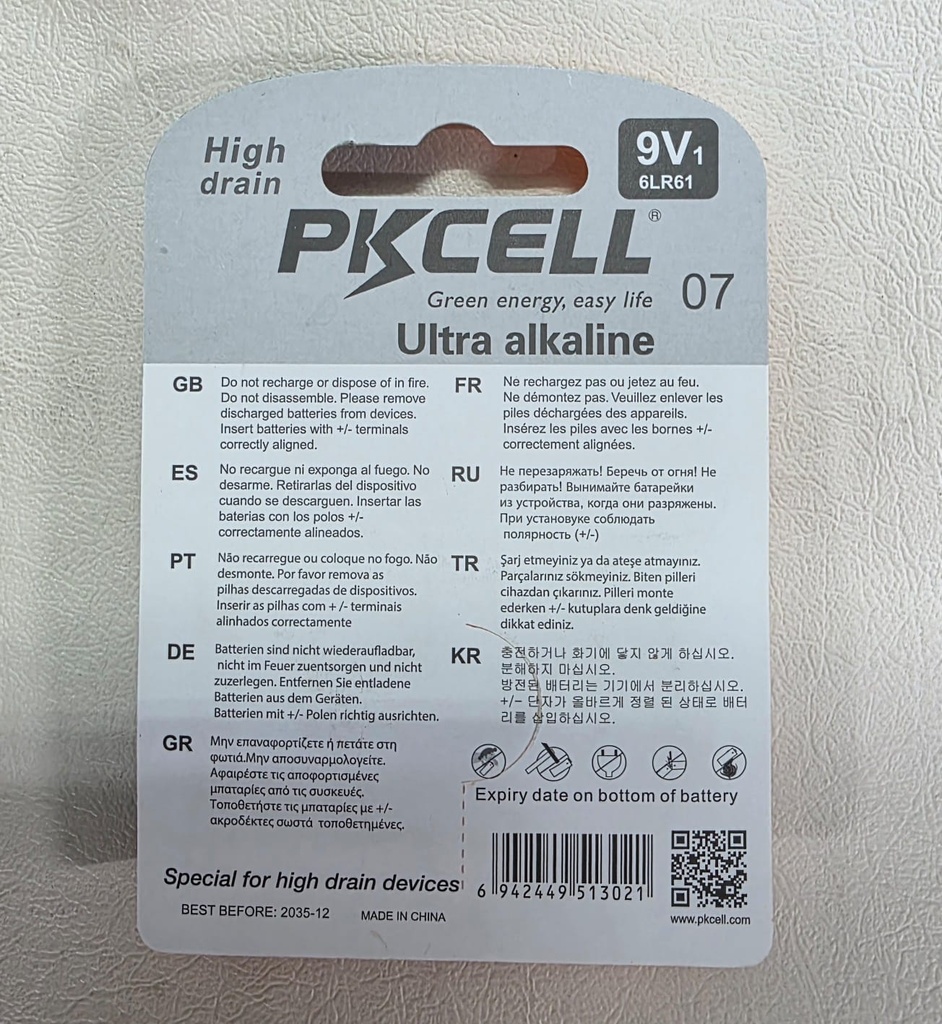 High
drain
9V1
6LR61
PKCELL®
Green energy, easy life
07
Ultra alkaline
GB
Do not recharge or dispose of in fire.
Do not disassemble. Please remove
discharged batteries from devices.
Insert batteries with +/- terminals
correctly aligned.
FR
Ne rechargez pas ou jetez au feu.
Ne démontez pas. Veuillez enlever les
piles déchargées des appareils.
Insérez les piles avec les bornes +/-
correctement alignées.
ES
No recargue ni exponga al fuego. No
desarme. Retirarlas del dispositivo
cuando se descarguen. Insertar las
baterias con los polos +/-
correctamente alineados.
RU
Не перезаряжать! Беречь от огня! Не
разбирать! Вынимайте батарейки
из устройства, когда они разряжены.
При установуке соблюдать
полярность (+/-)
PT
Não recarregue ou coloque no fogo. Não
desmonte. Por favor remova as
pilhas descarregadas de dispositivos.
Inserir as pilhas com + /- terminais
alinhados correctamente
TR
Şarj etmeyiniz ya da ateşe atmayınız.
Parçalarınız sökmeyiniz. Biten pilleri
cihazdan çıkarınız. Pilleri monte
ederken +/- kutuplara denk geldiğine
dikkat ediniz.
DE
Batterien sind nicht wiederaufladbar,
nicht im Feuer zuentsorgen und nicht
zuzerlegen. Entfernen Sie entladene
Batterien aus dem Geräten.
Batterien mit +/- Polen richtig ausrichten.
KR
충전하거나 화기에 닿지 않게 하십시오.
분해하지 마십시오.
방전된 배터리는 기기에서 분리하십시오.
+/- 단자가 올바르게 정렬 된 상태로 배터
리를 삽입하십시오.
GR
Μην επαναφορτίζετε ή πετάτε στη
φωτιά.Μην αποσυναρμολογείτε.
Αφαιρέστε τις αποφορτισμένες
μπαταρίες από τις συσκευές.
Τοποθετήστε τις μπαταρίες με +/-
ακροδέκτες σωστά τοποθετημένες.
Expiry date on bottom of battery
Special for high drain devices
6 942449 513021
BEST BEFORE: 2035-12
MADE IN CHINA
www.pkcell.com